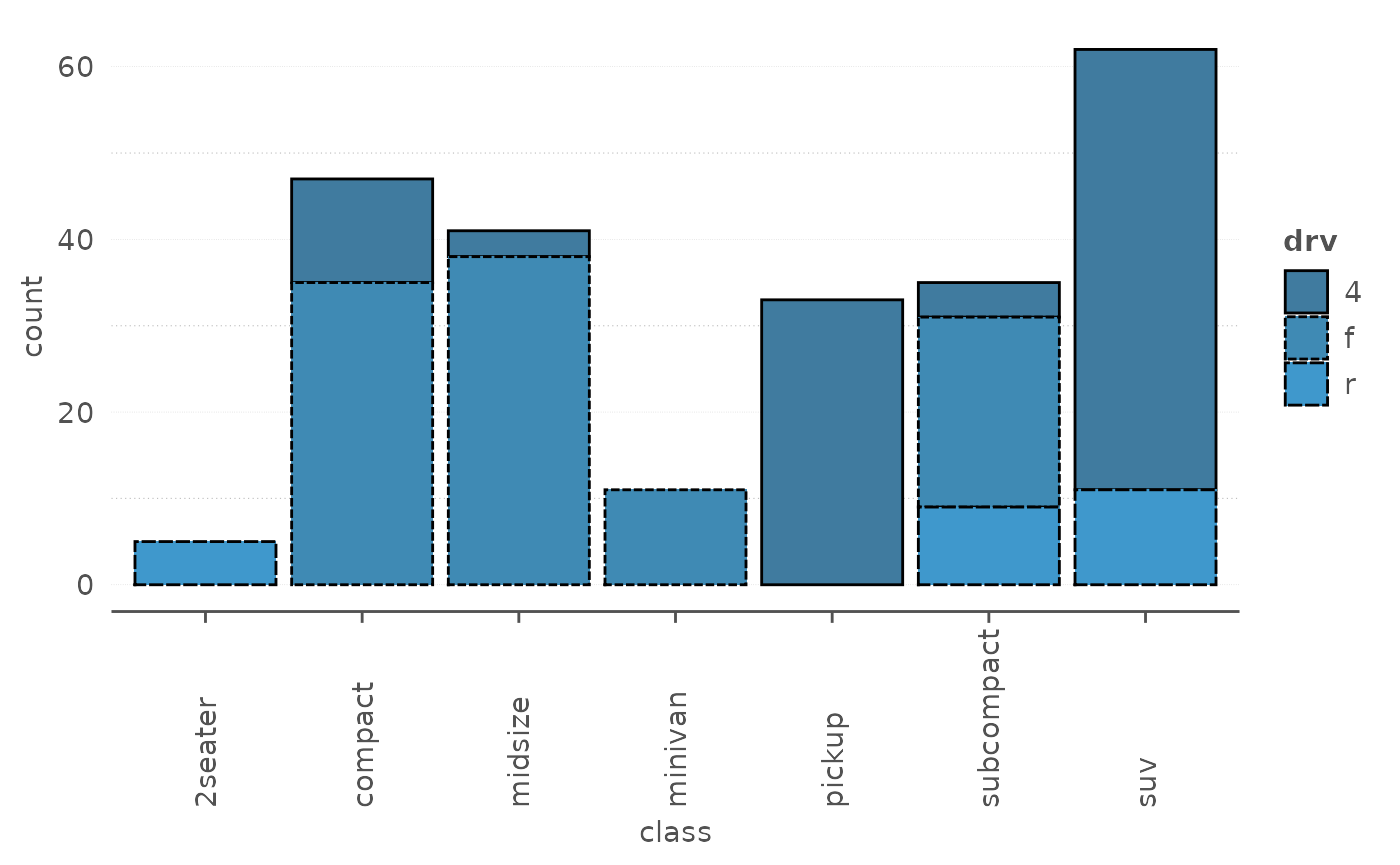 count
60
40
20
0
2seater
compact
midsize
minivan
pickup
subcompact
suv
class
drv
4
f
r